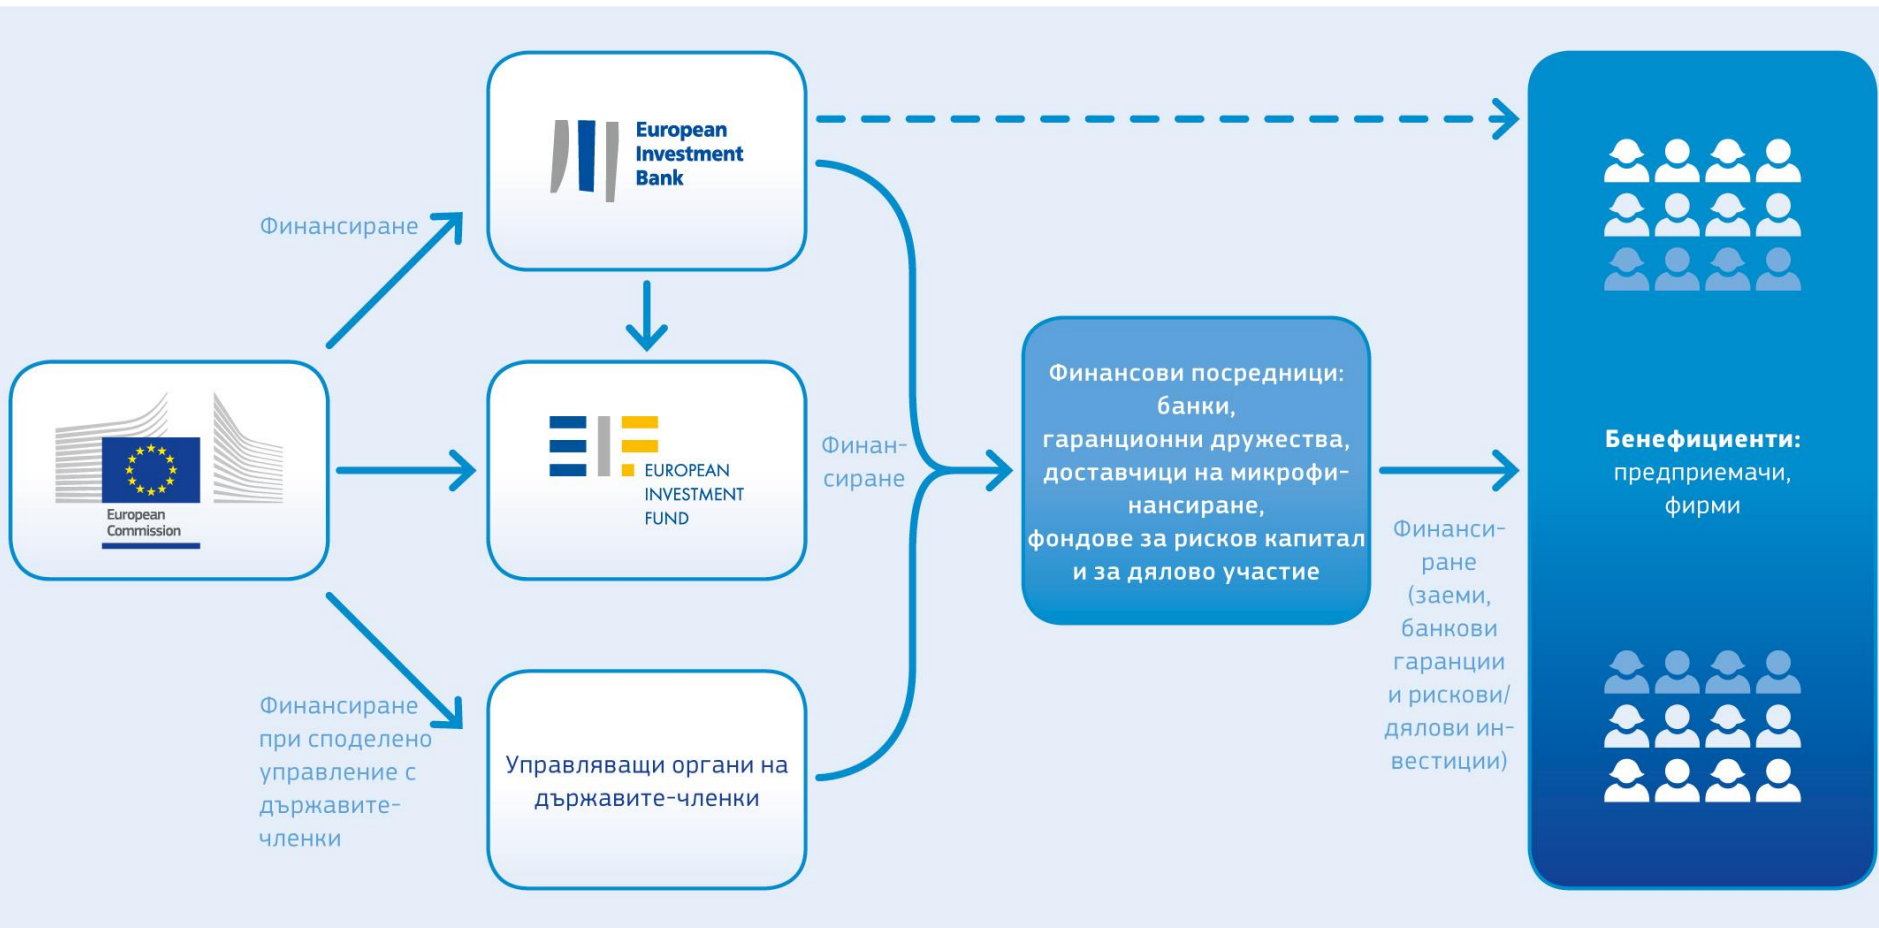 European
Investment
Bank
Финансиране
European
Commission
EUROPEAN
INVESTMENT
FUND
Финансиране
при споделено
управление с
държавите-
членки
Управляващи органи на
държавите-членки
Финан-
сиране
Финансови посредници:
банки,
гаранционни дружества,
доставчици на микрофи-
нансиране,
фондове за рисков капитал
и за дялово участие
Финанси-
ране
(заеми,
банкови
гаранции
и рискови/
дялови ин-
вестиции)
Бенефициенти:
предприемачи,
фирми